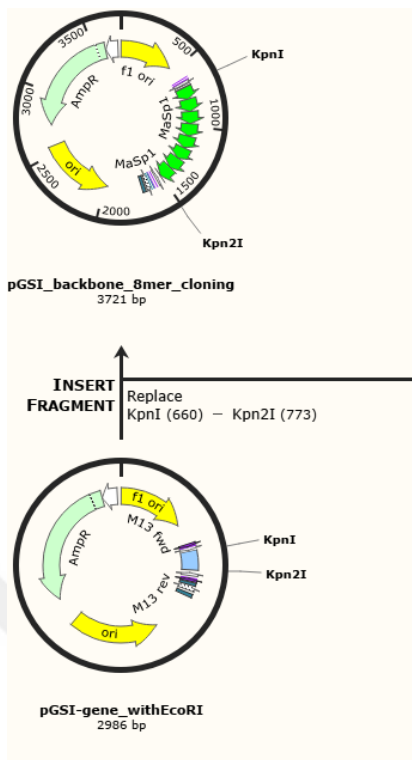 3500
500
KpnI
f1 ori
AmpR
3000
1000
MaSp1
ori
MaSp1
2500
1500
2000
Kpn2I
pGSI_backbone_8mer_cloning
3721 bp
INSERT
FRAGMENT
Replace
KpnI (660) – Kpn2I (773)
f1 ori
M13 fwd
KpnI
AmpR
Kpn2I
M13 rev
ori
pGSI-gene_withEcoRI
2986 bp